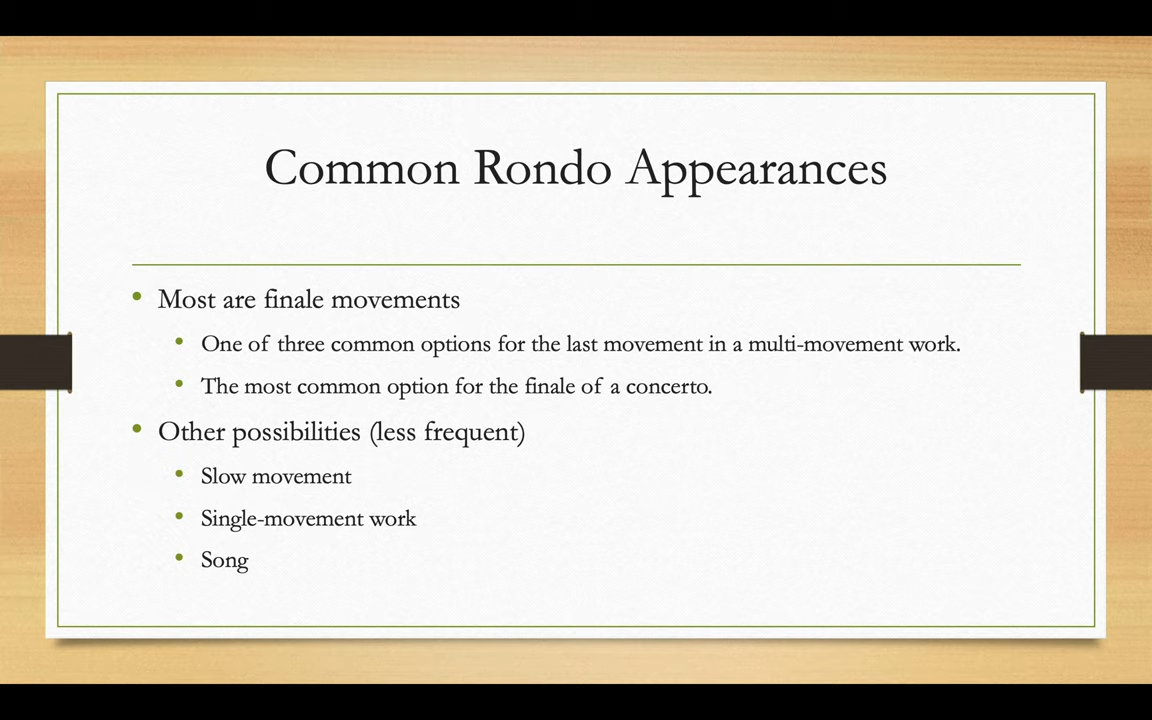 Common Rondo Appearances
• Most are finale movements
• One of three common options for the last movement in a multi-movement work.
• The most common option for the finale of a concerto.
• Other possibilities (less frequent)
• Slow movement
• Single-movement work
• Song